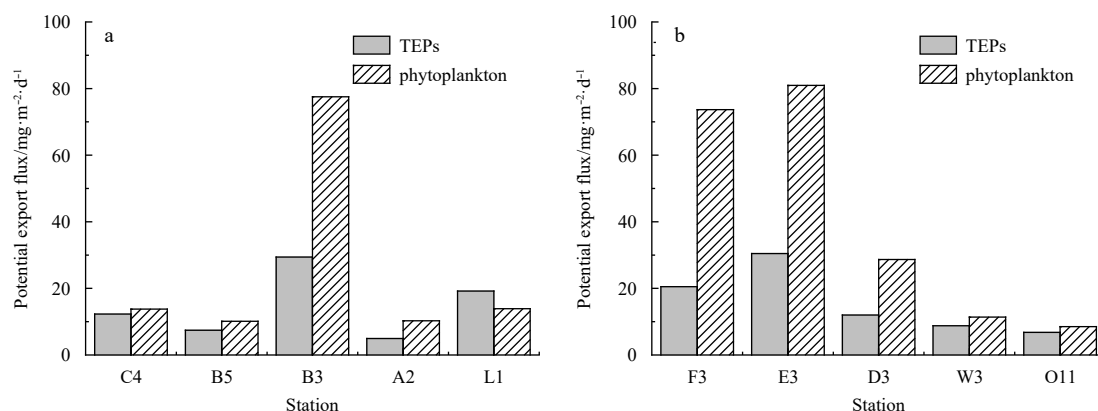 a
TEPs
phytoplankton
100
80
60
40
20
0
Potential export flux/mg·m⁻²·d⁻¹
C4 B5 B3 A2 L1
Station
b
TEPs
phytoplankton
100
80
60
40
20
0
Potential export flux/mg·m⁻²·d⁻¹
F3 E3 D3 W3 O11
Station